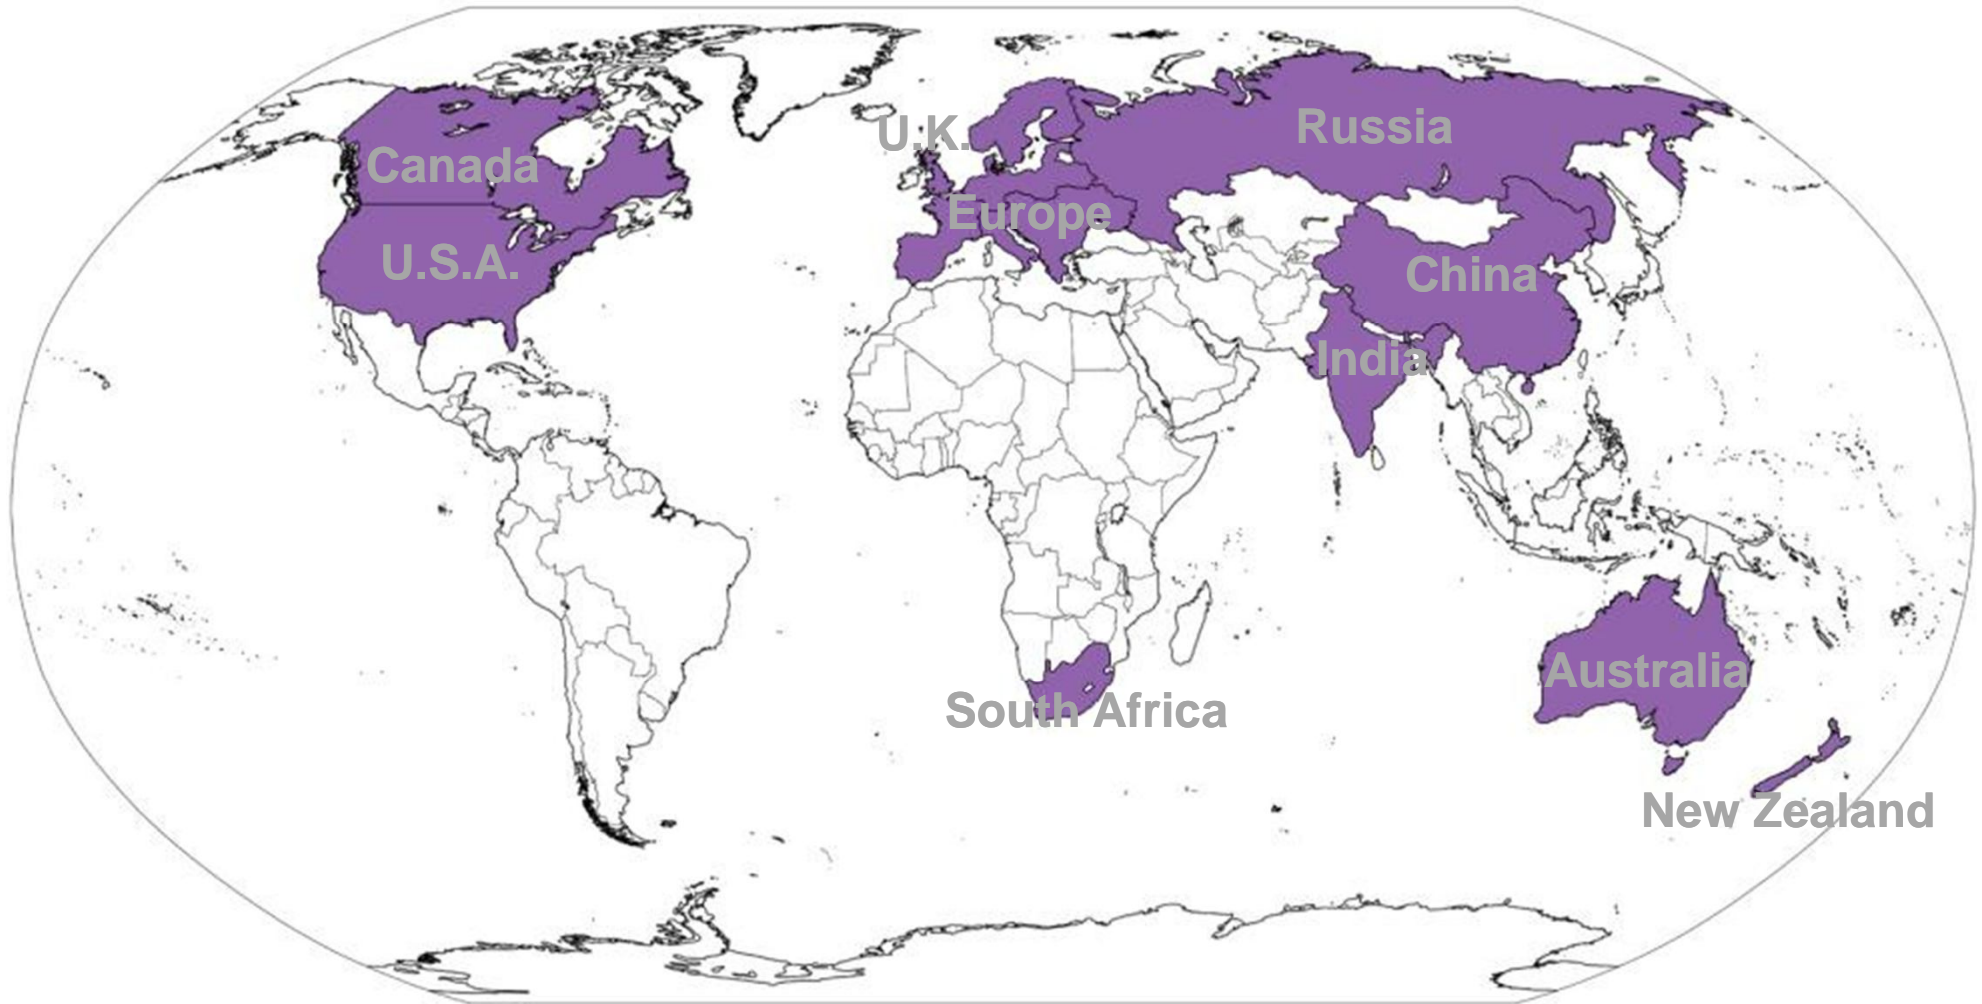 U.K.
Russia
Canada
Europe
U.S.A.
China
India
Australia
South Africa
New Zealand